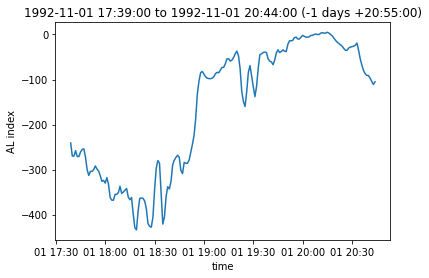 1992-11-01 17:39:00 to 1992-11-01 20:44:00 (-1 days +20:55:00)
0
−100
−200
−300
−400
AL index
01 17:30 01 18:00 01 18:30 01 19:00 01 19:30 01 20:00 01 20:30
time